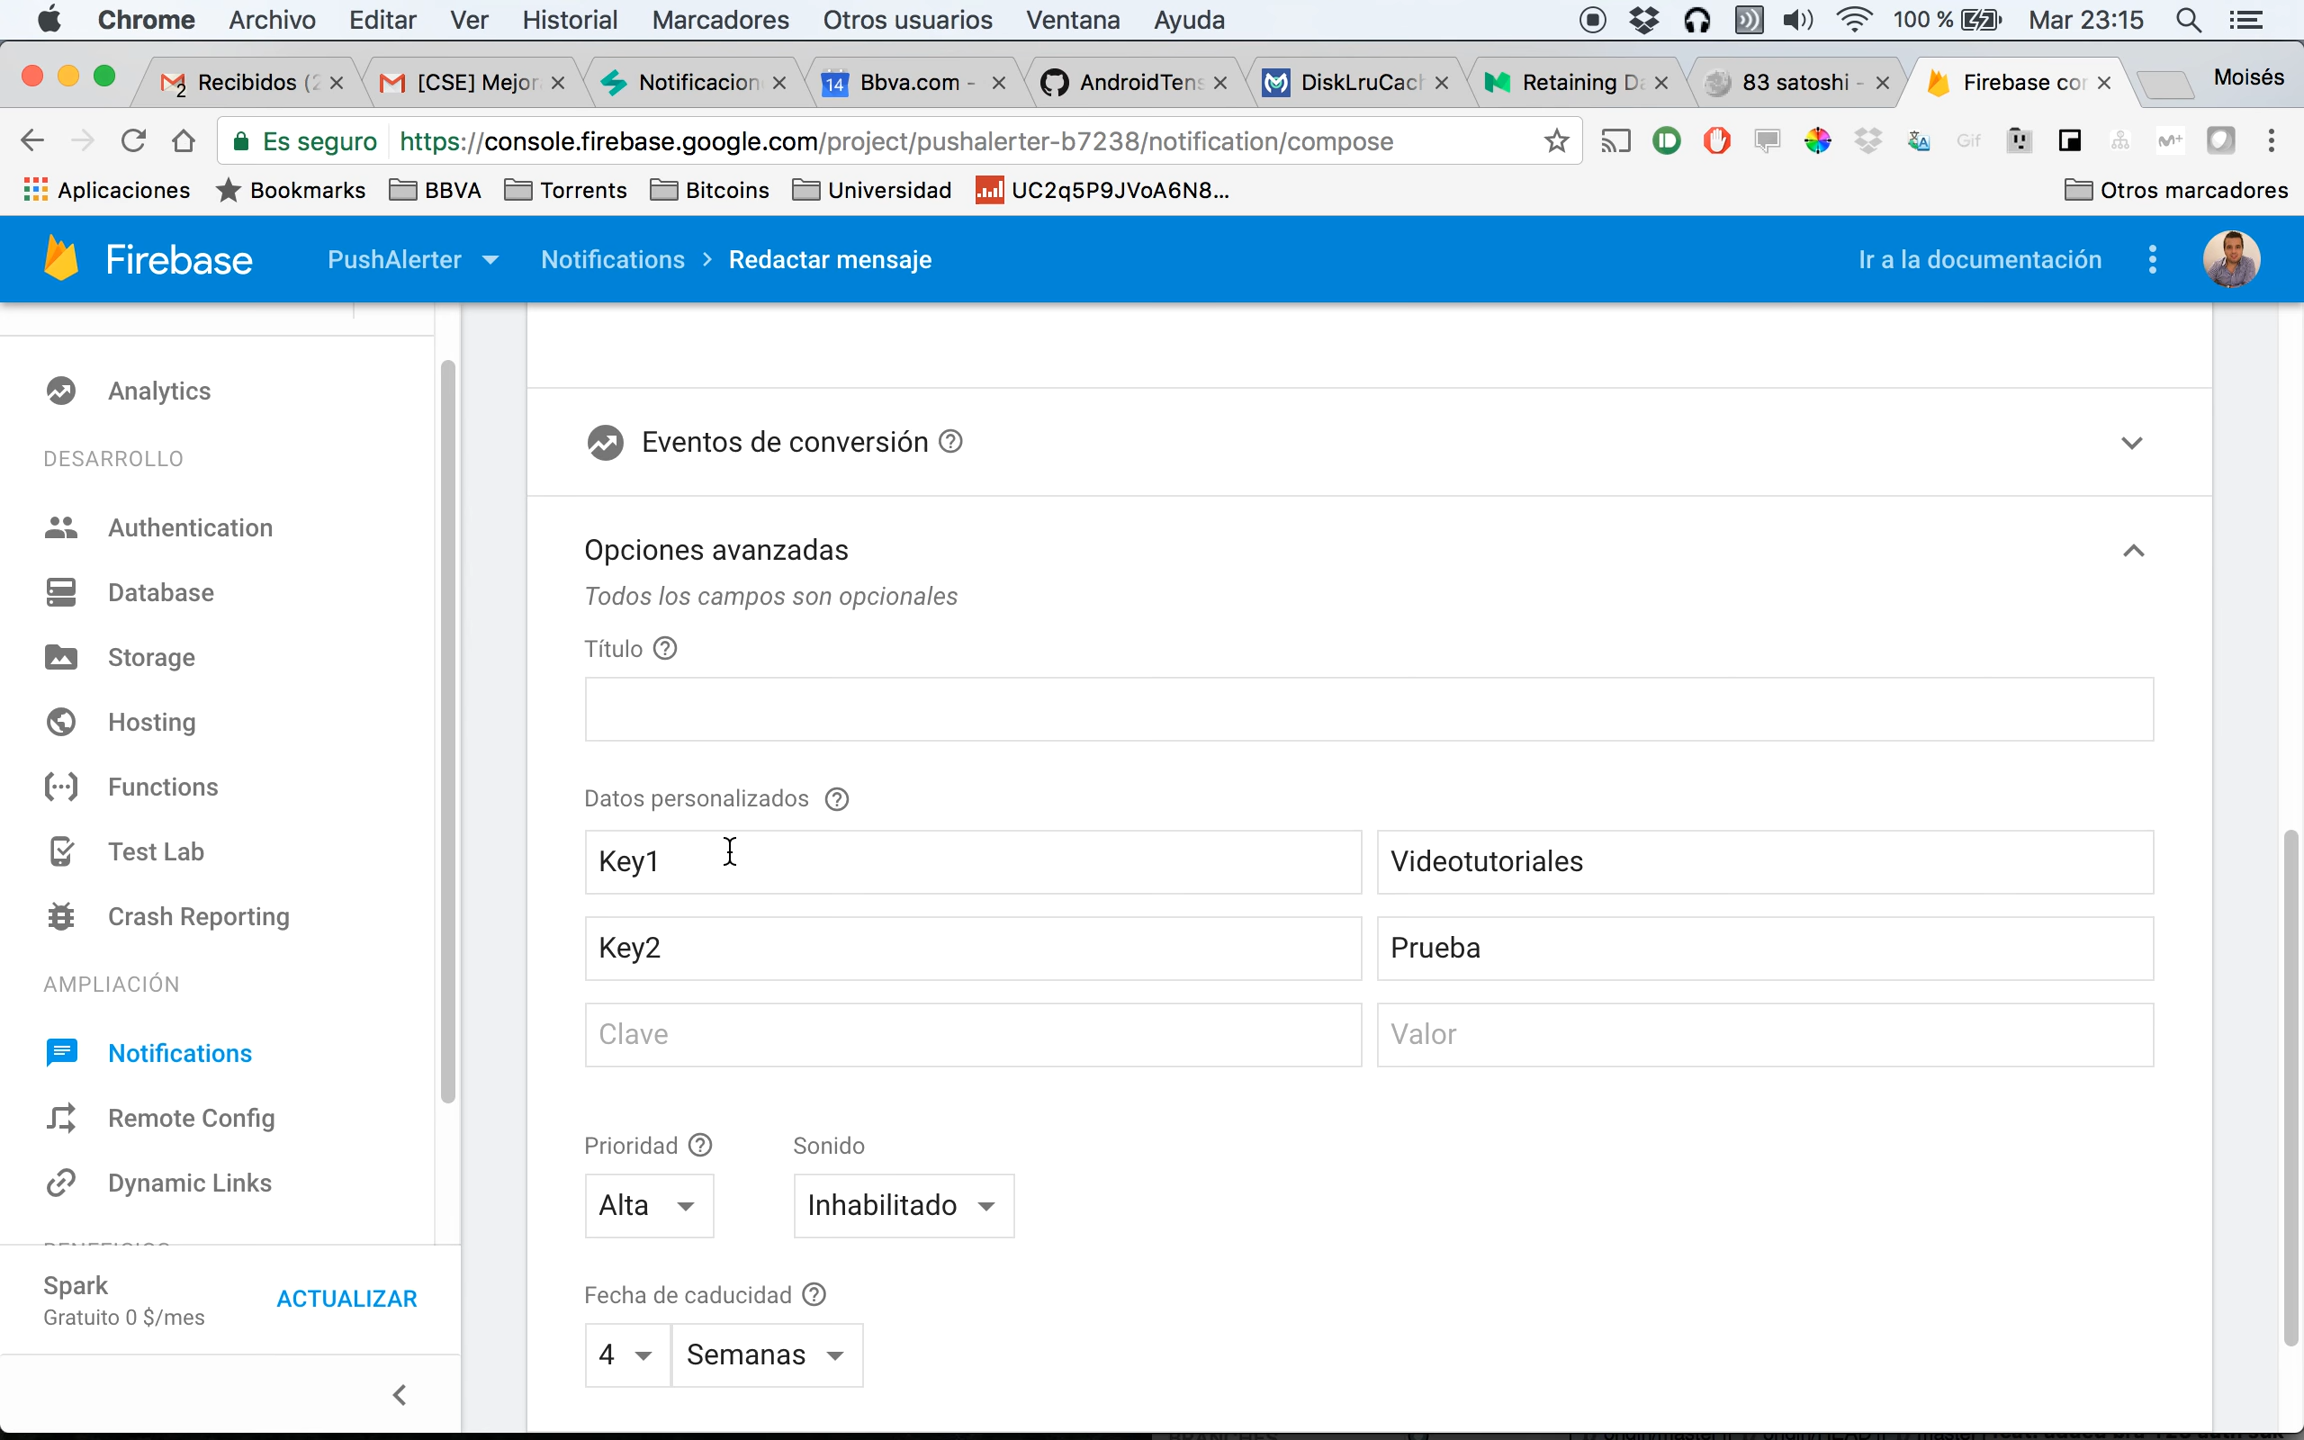 Chrome Archivo Editar Ver Historial Marcadores Otros usuarios Ventana Ayuda 100 % Mar 23:15
Recibidos (2 [CSE] Mejor Notificacion 14 Bbva.com - AndroidTens DiskLruCach Retaining Da 83 satoshi - Firebase con Moisés
Es seguro https://console.firebase.google.com/project/pushalerter-b7238/notification/compose Gif M+
Aplicaciones Bookmarks BBVA Torrents Bitcoins Universidad UC2q5P9JVoA6N8... Otros marcadores
Firebase PushAlerter Notifications > Redactar mensaje Ir a la documentación
Analytics
DESARROLLO
Authentication
Database
Storage
Hosting
Functions
Test Lab
Crash Reporting
AMPLIACIÓN
Notifications
Remote Config
Dynamic Links
Spark
Gratuito 0 $/mes
ACTUALIZAR
Eventos de conversión ?
Opciones avanzadas
Todos los campos son opcionales
Título ?
Datos personalizados ?
Key1 Videotutoriales
Key2 Prueba
Clave Valor
Prioridad ? Sonido
Alta Inhabilitado
Fecha de caducidad ?
4 Semanas